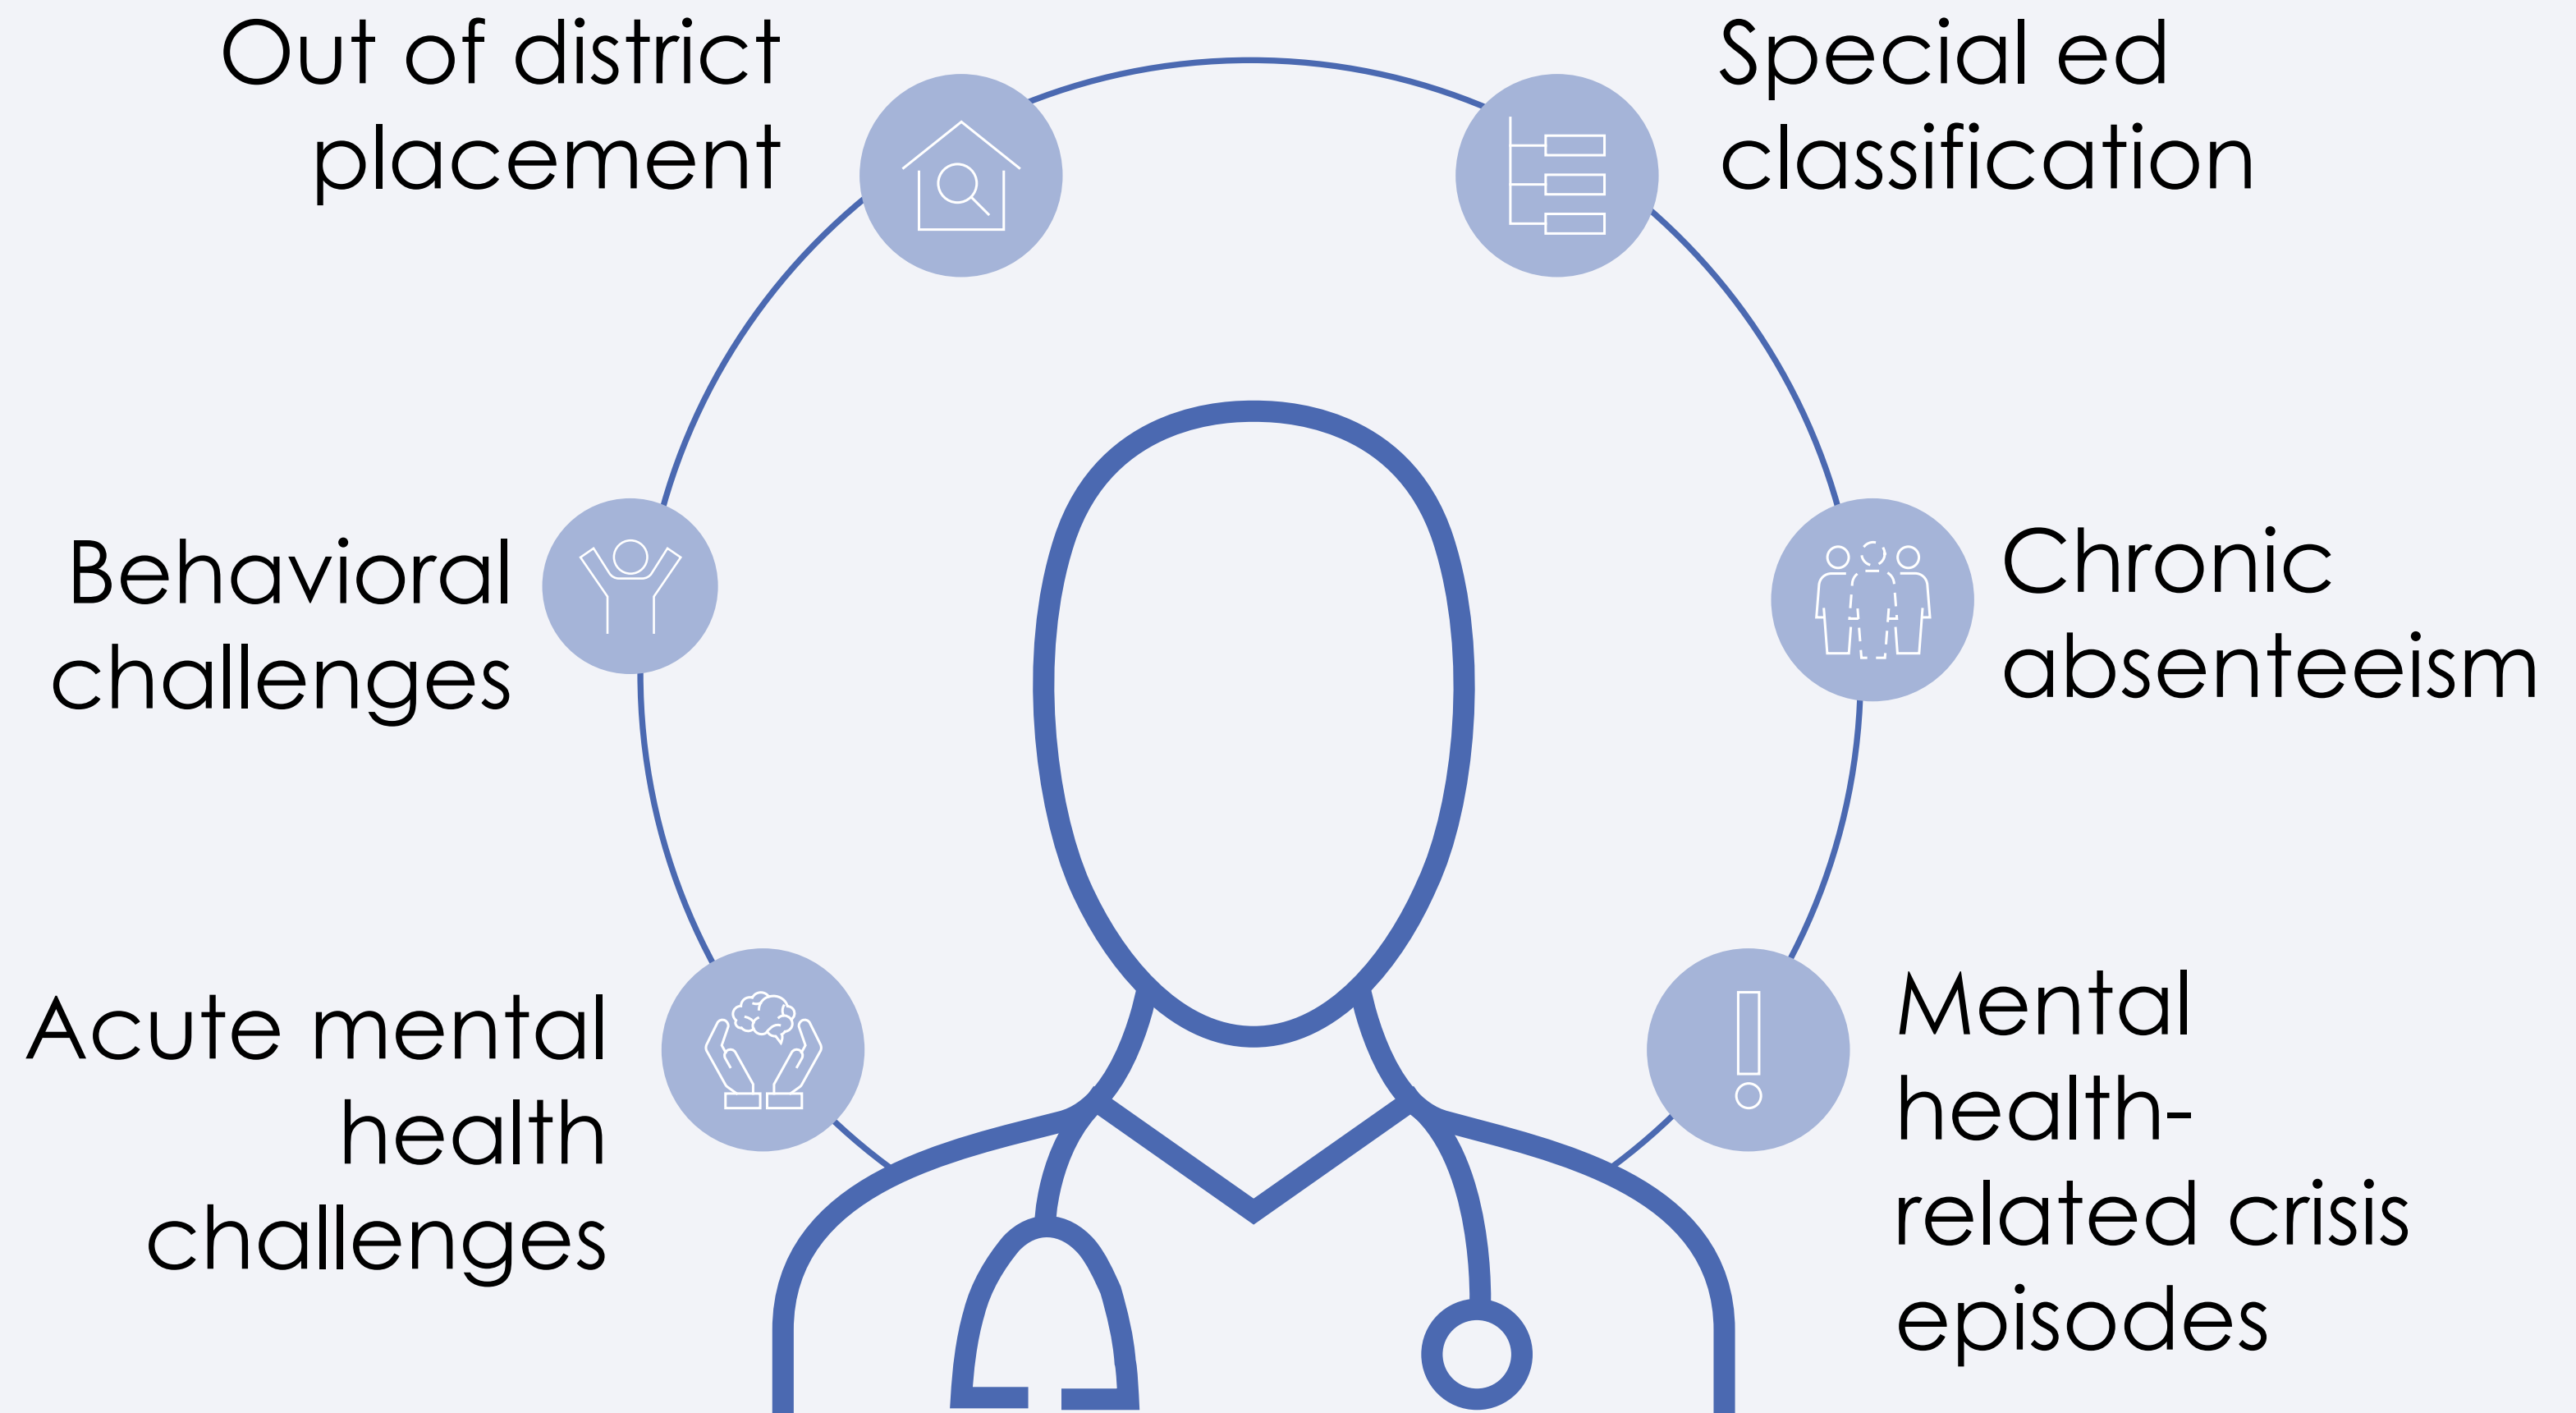 Out of district
placement
Special ed
classification
Behavioral
challenges
Chronic
absenteeism
Acute mental
health
challenges
Mental
health-
related crisis
episodes